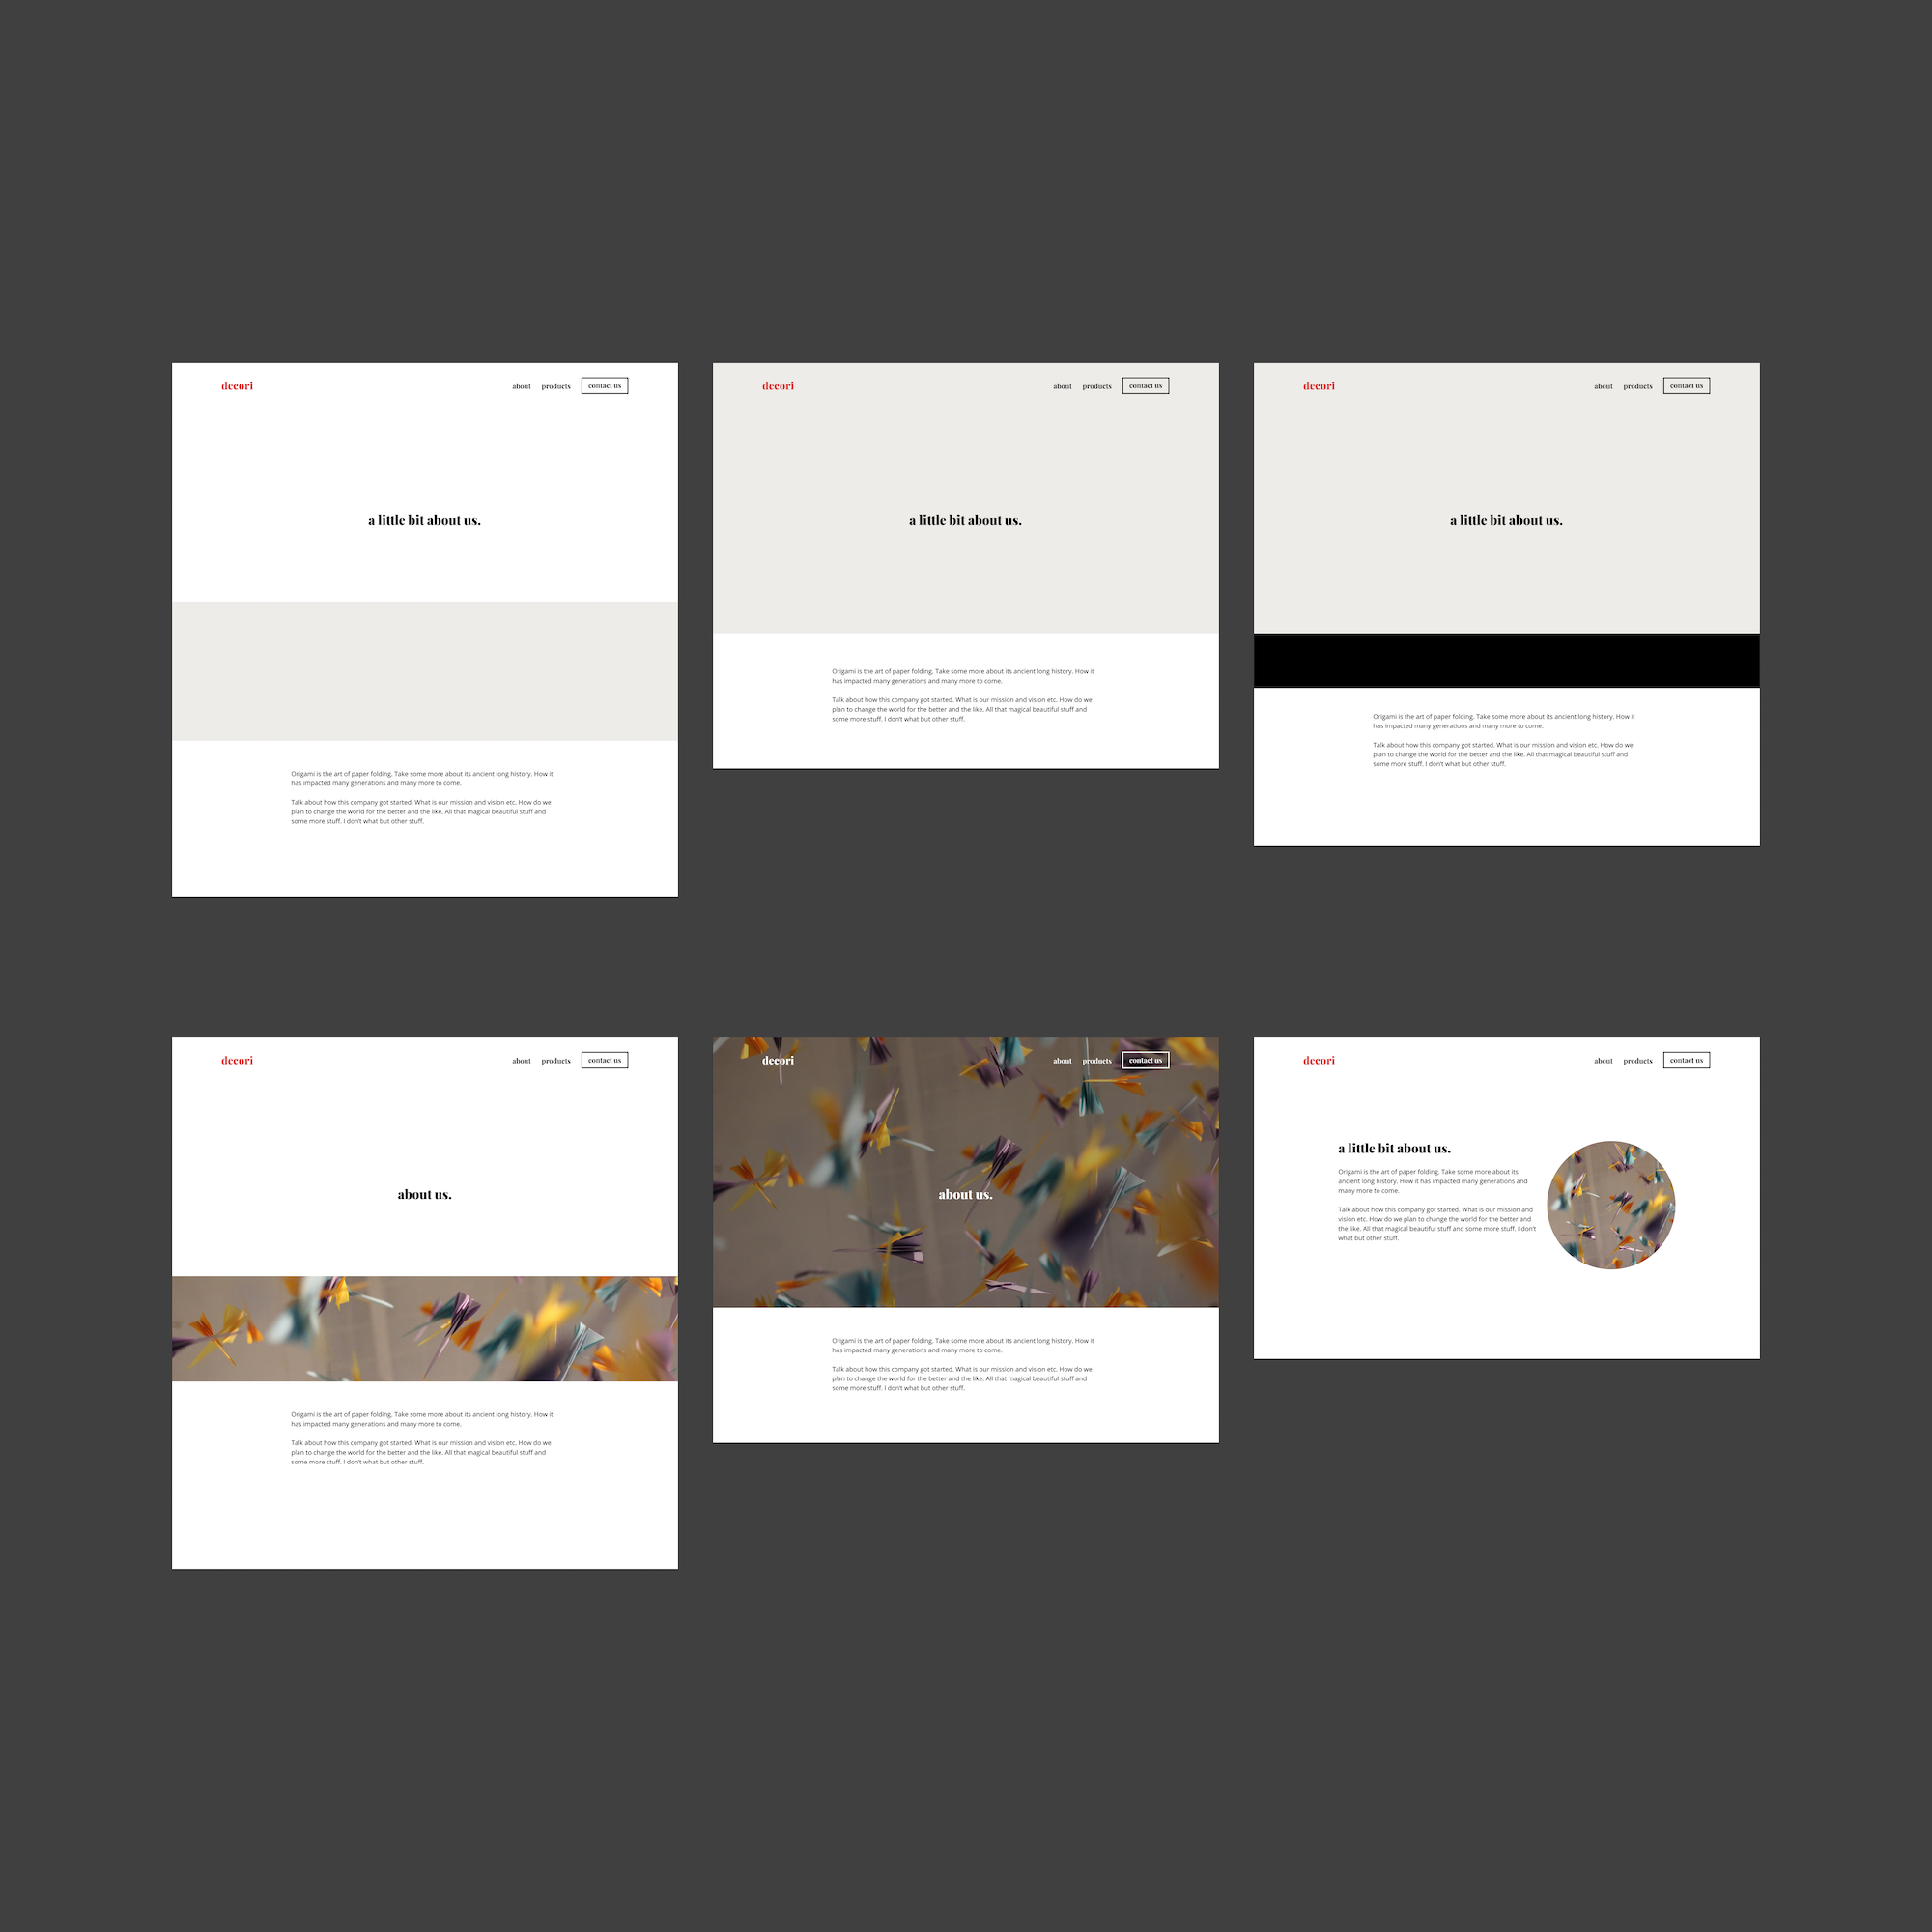 decori
about products contact us
a little bit about us.
Origami is the art of paper folding. Take some more about its ancient long history. How it
has impacted many generations and many more to come.
Talk about how this company got started. What is our mission and vision etc. How do we
plan to change the world for the better and the like. All that magical beautiful stuff and
some more stuff. I don't what but other stuff.
decori
about products contact us
a little bit about us.
Origami is the art of paper folding. Take some more about its ancient long history. How it
has impacted many generations and many more to come.
Talk about how this company got started. What is our mission and vision etc. How do we
plan to change the world for the better and the like. All that magical beautiful stuff and
some more stuff. I don't what but other stuff.
decori
about products contact us
a little bit about us.
Origami is the art of paper folding. Take some more about its ancient long history. How it
has impacted many generations and many more to come.
Talk about how this company got started. What is our mission and vision etc. How do we
plan to change the world for the better and the like. All that magical beautiful stuff and
some more stuff. I don't what but other stuff.
decori
about products contact us
about us.
Origami is the art of paper folding. Take some more about its ancient long history. How it
has impacted many generations and many more to come.
Talk about how this company got started. What is our mission and vision etc. How do we
plan to change the world for the better and the like. All that magical beautiful stuff and
some more stuff. I don't what but other stuff.
decori
about products contact us
about us.
Origami is the art of paper folding. Take some more about its ancient long history. How it
has impacted many generations and many more to come.
Talk about how this company got started. What is our mission and vision etc. How do we
plan to change the world for the better and the like. All that magical beautiful stuff and
some more stuff. I don't what but other stuff.
decori
about products contact us
a little bit about us.
Origami is the art of paper folding. Take some more about its
ancient long history. How it has impacted many generations and
many more to come.
Talk about how this company got started. What is our mission and
vision etc. How do we plan to change the world for the better and
the like. All that magical beautiful stuff and some more stuff. I don't
what but other stuff.